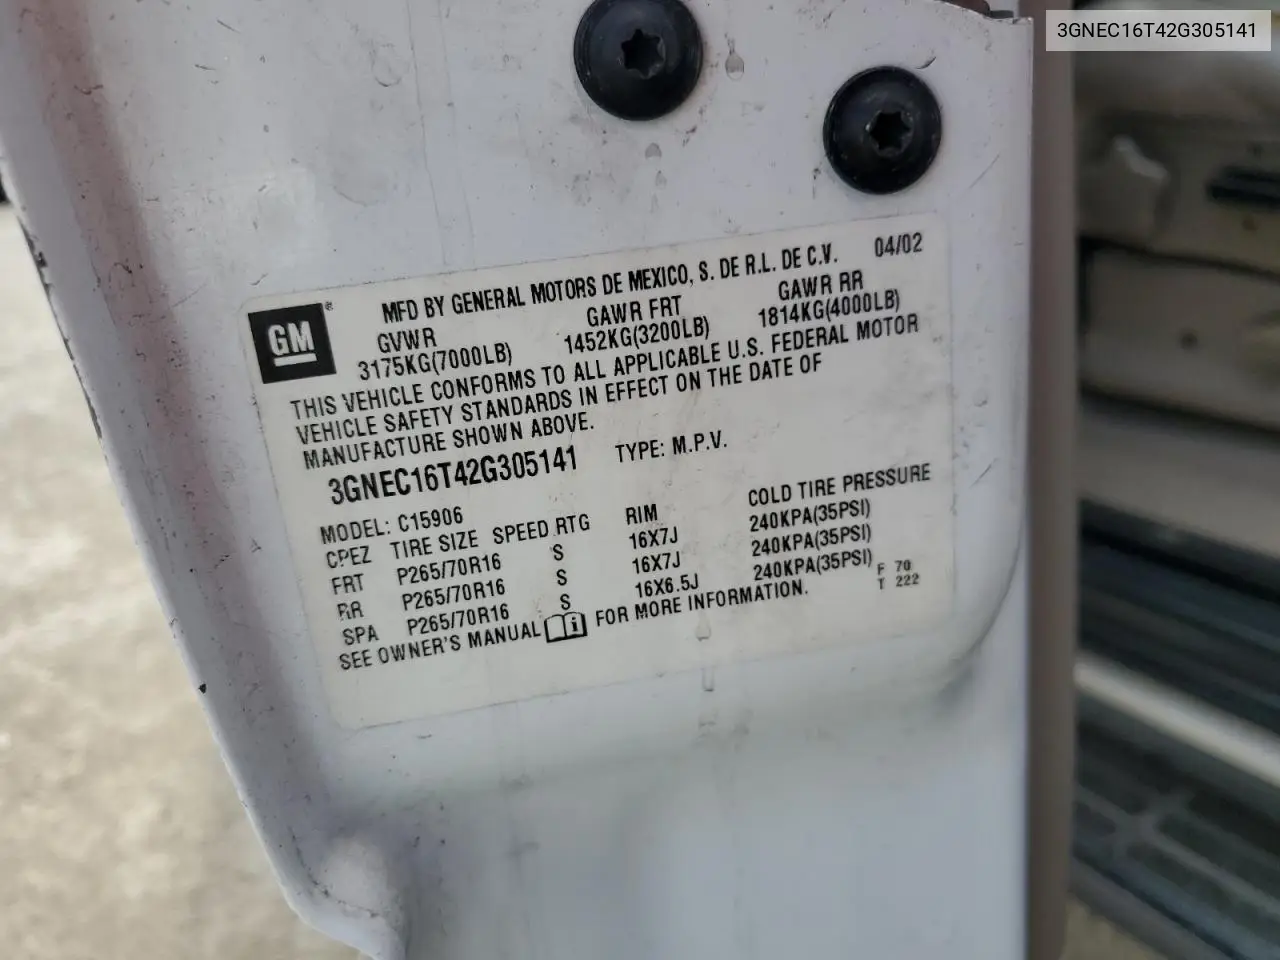 3GNEC16T42G305141
GM ®
MFD BY GENERAL MOTORS DE MEXICO, S. DE R.L. DE C.V. 04/02
GVWR GAWR FRT GAWR RR
3175KG(7000LB) 1452KG(3200LB) 1814KG(4000LB)
THIS VEHICLE CONFORMS TO ALL APPLICABLE U.S. FEDERAL MOTOR
VEHICLE SAFETY STANDARDS IN EFFECT ON THE DATE OF
MANUFACTURE SHOWN ABOVE.
3GNEC16T42G305141 TYPE: M.P.V.
MODEL: C15906
CPEZ TIRE SIZE SPEED RTG RIM COLD TIRE PRESSURE
FRT P265/70R16 S 16X7J 240KPA(35PSI)
RR P265/70R16 S 16X7J 240KPA(35PSI)
SPA P265/70R16 S 16X6.5J 240KPA(35PSI)
SEE OWNER'S MANUAL i FOR MORE INFORMATION.
F 70
T 222